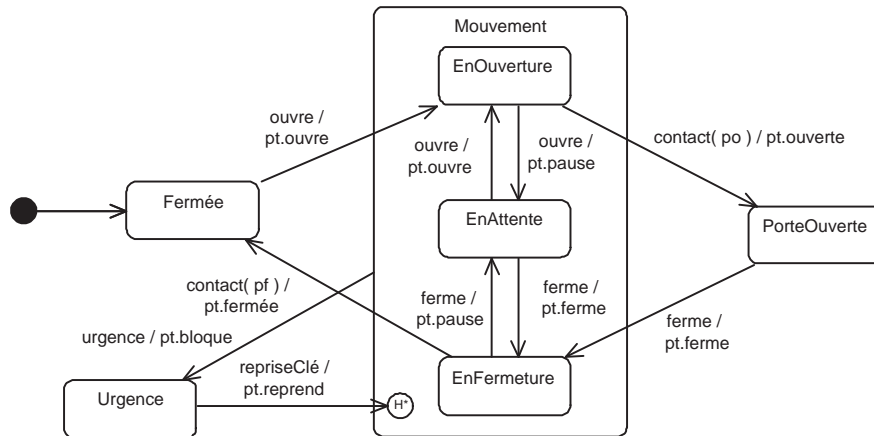 Mouvement
EnOuverture
ouvre /
pt.ouvre
ouvre /
pt.ouvre
ouvre /
pt.pause
contact( po ) / pt.ouverte
Fermée
EnAttente
PorteOuverte
contact( pf ) /
pt.fermée
ferme /
pt.pause
ferme /
pt.ferme
ferme /
pt.ferme
urgence / pt.bloque
repriseClé /
pt.reprend
Urgence
H*
EnFermeture